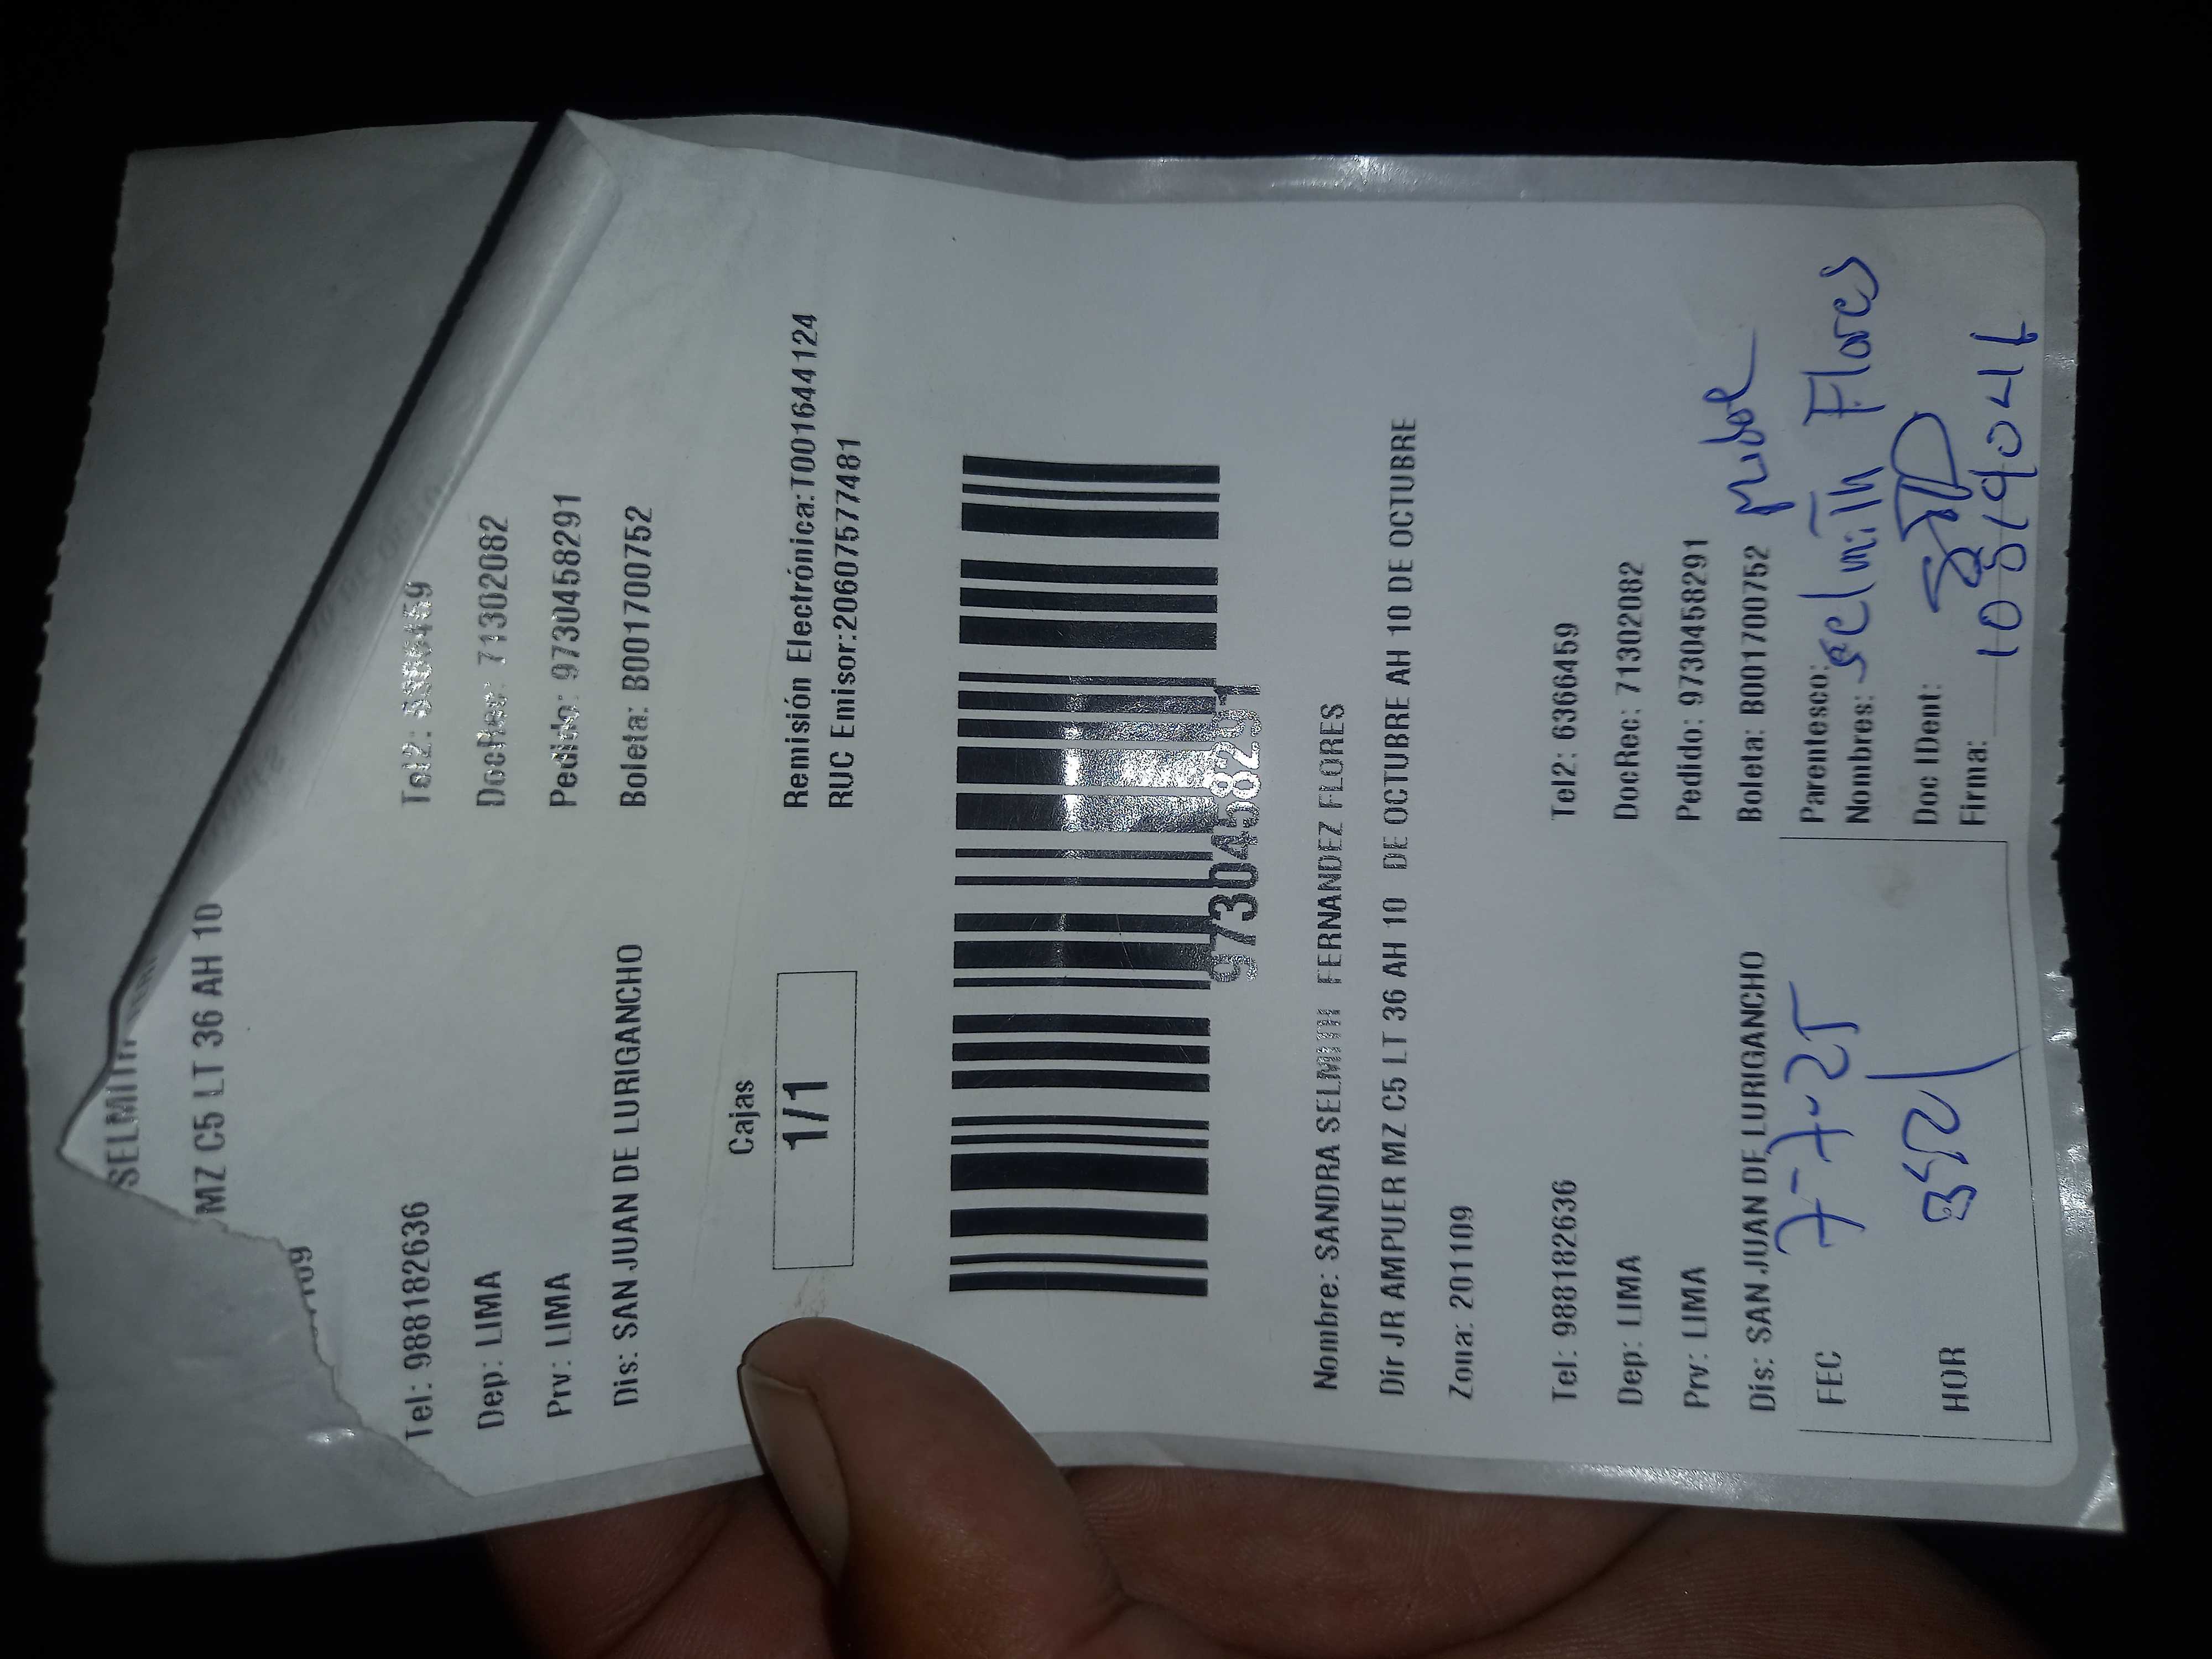 SELMITH
MZ C5 LT 36 AH 10
Tel: 988182636 Tel2: 6366459
Dep: LIMA DocRec: 71302082
Prv: LIMA Pedido: 9730458291
Dis: SAN JUAN DE LURIGANCHO Boleta: B001700752
Cajas
1/1
Remisión Electrónica:T001644124
RUC Emisor:20607577481
9730458291
Nombre: SANDRA SELMITH FERNANDEZ FLORES
Dir JR AMPUER MZ C5 LT 36 AH 10 DE OCTUBRE AH 10 DE OCTUBRE
Zona: 201109
Tel: 988182636 Tel2: 6366459
Dep: LIMA DocRec: 71302082
Prv: LIMA Pedido: 9730458291
Dis: SAN JUAN DE LURIGANCHO Boleta: B001700752
FEC 7-7-25
HOR
Parentesco:
Nombres: Selmith Flores
Doc IDent:
Firma: